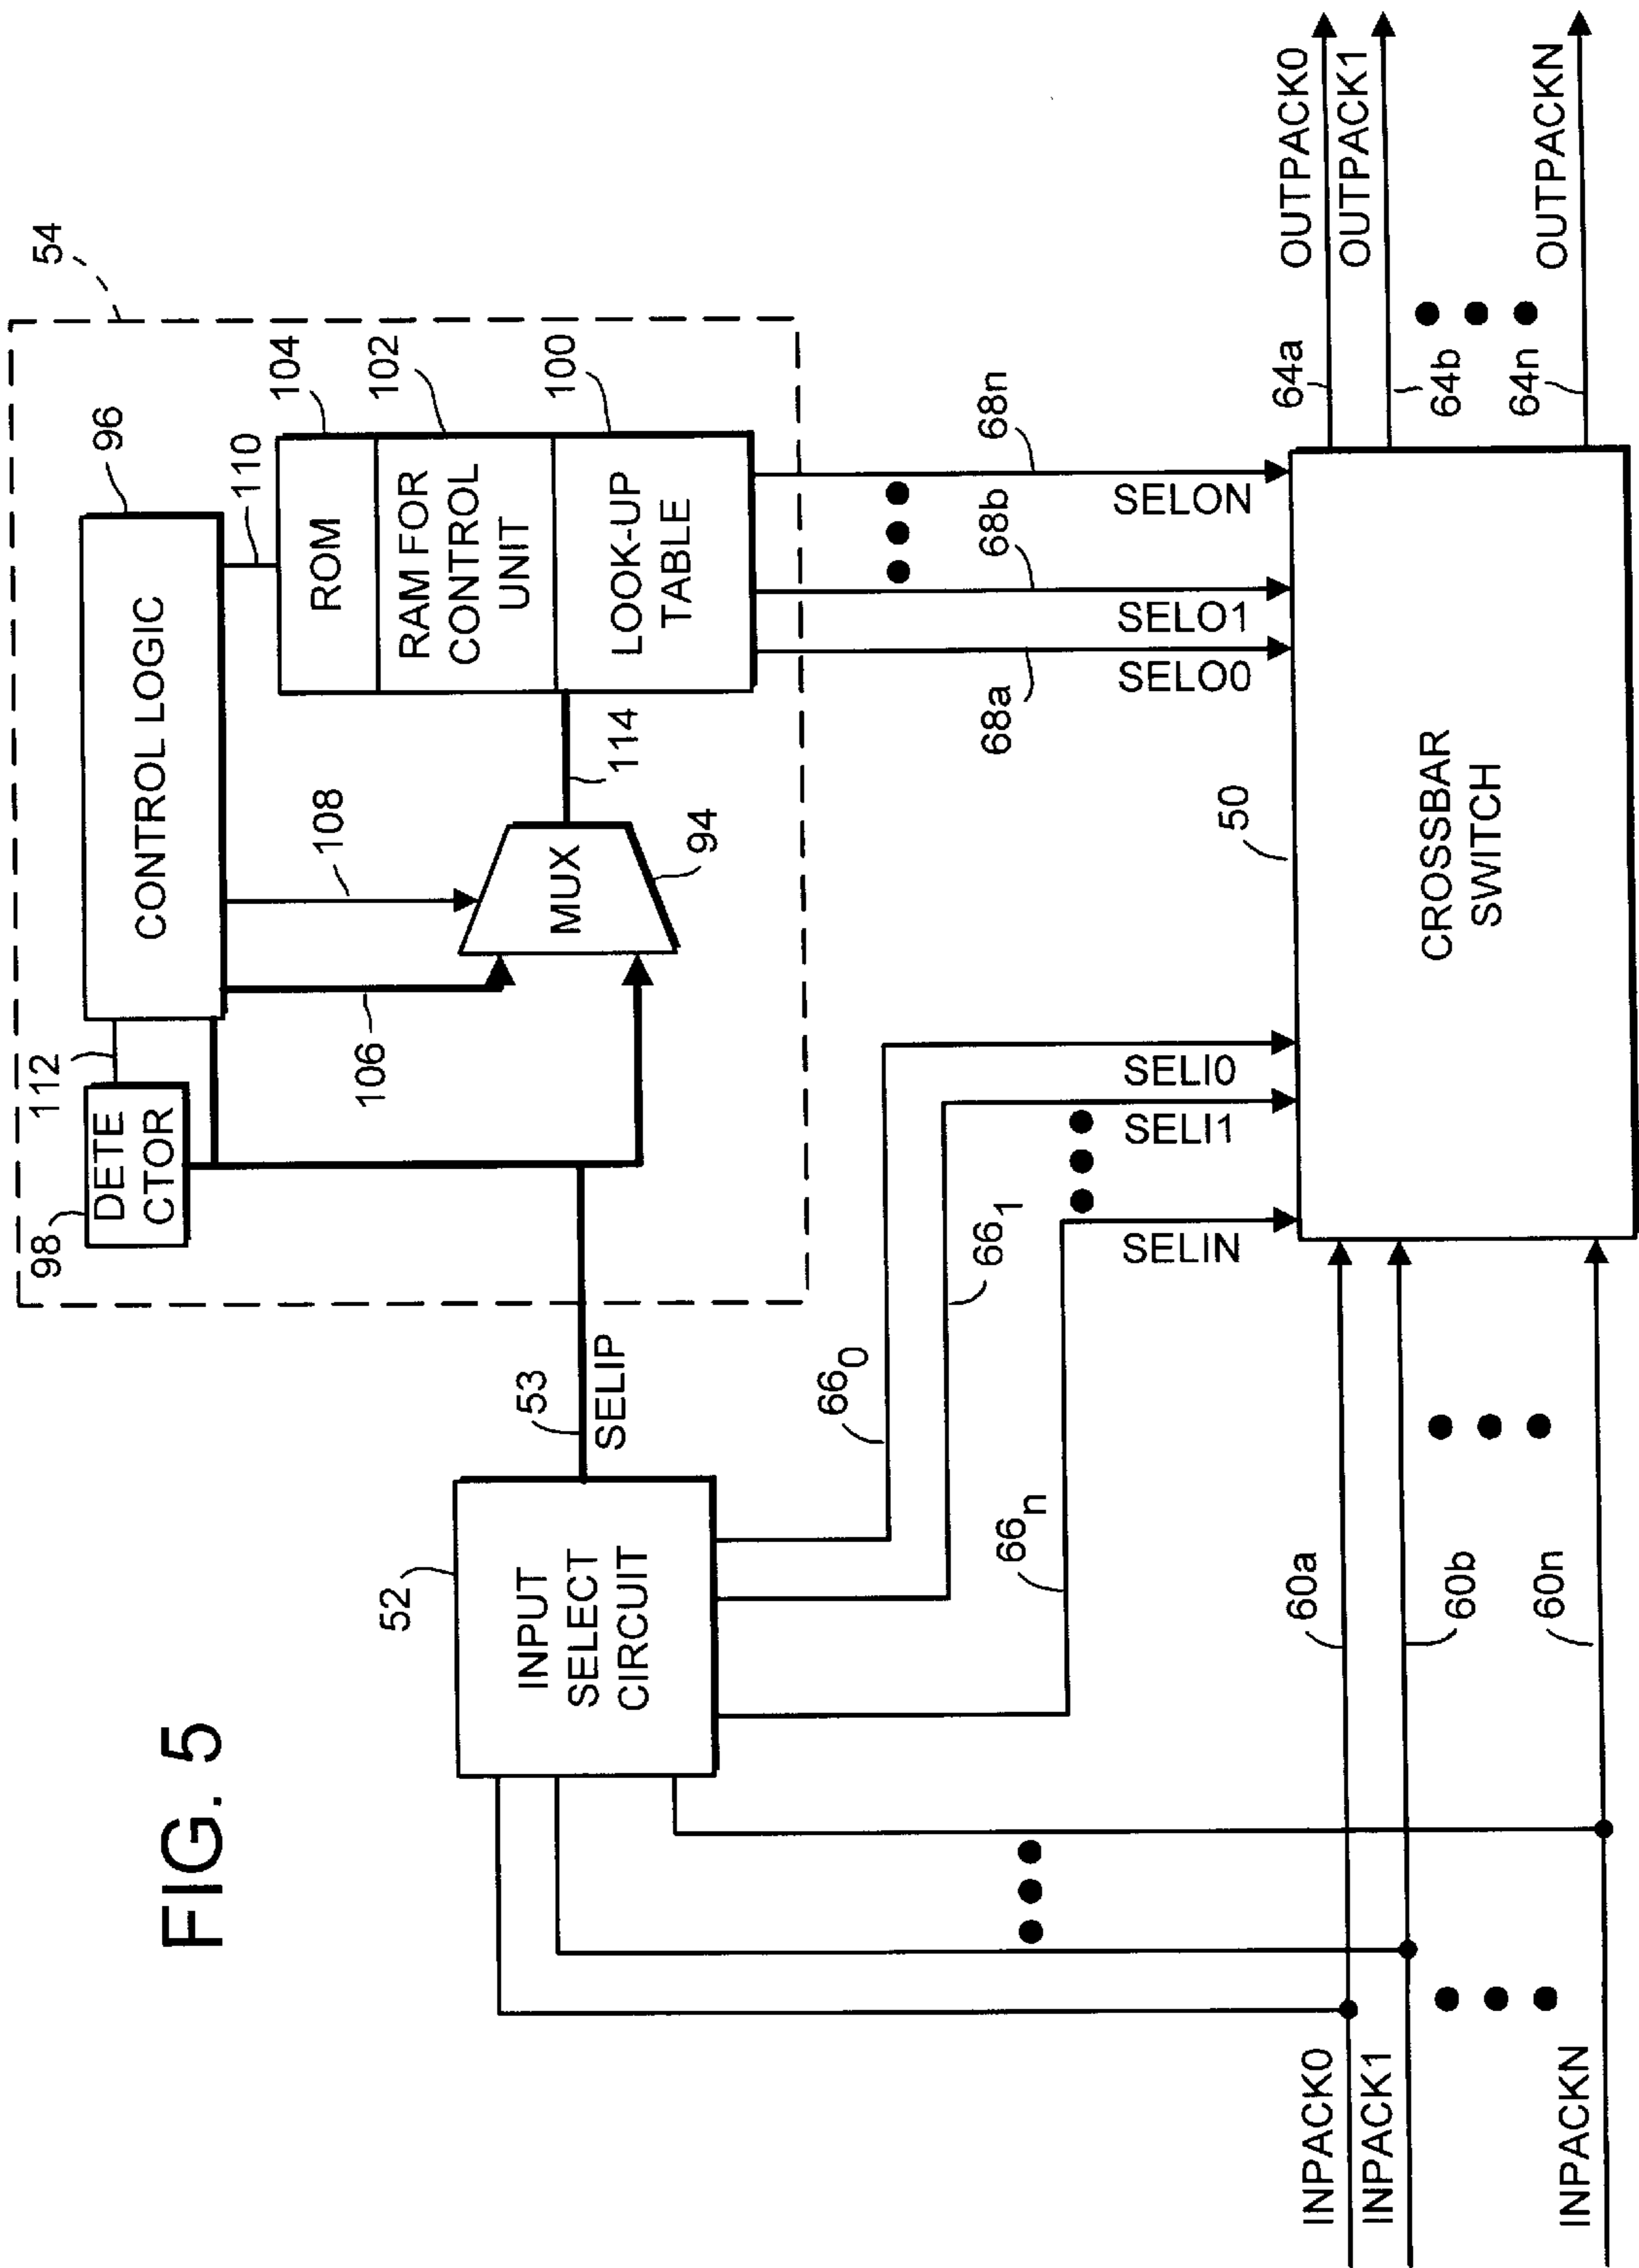 FIG. 5
54
96
CONTROL LOGIC
112
DETE
CTOR
98
110
104
ROM
102
RAM FOR
CONTROL
UNIT
100
LOOK-UP
TABLE
108
106
MUX
94
114
53
SELIP
52
INPUT
SELECT
CIRCUIT
66₀
66₁
66n
68a
68b
68n
SELIN
SELI1
SELI0
SELO0
SELO1
SELON
50
CROSSBAR
SWITCH
INPACK0
INPACK1
INPACKN
60a
60b
60n
64a
64b
64n
OUTPACK0
OUTPACK1
OUTPACKN